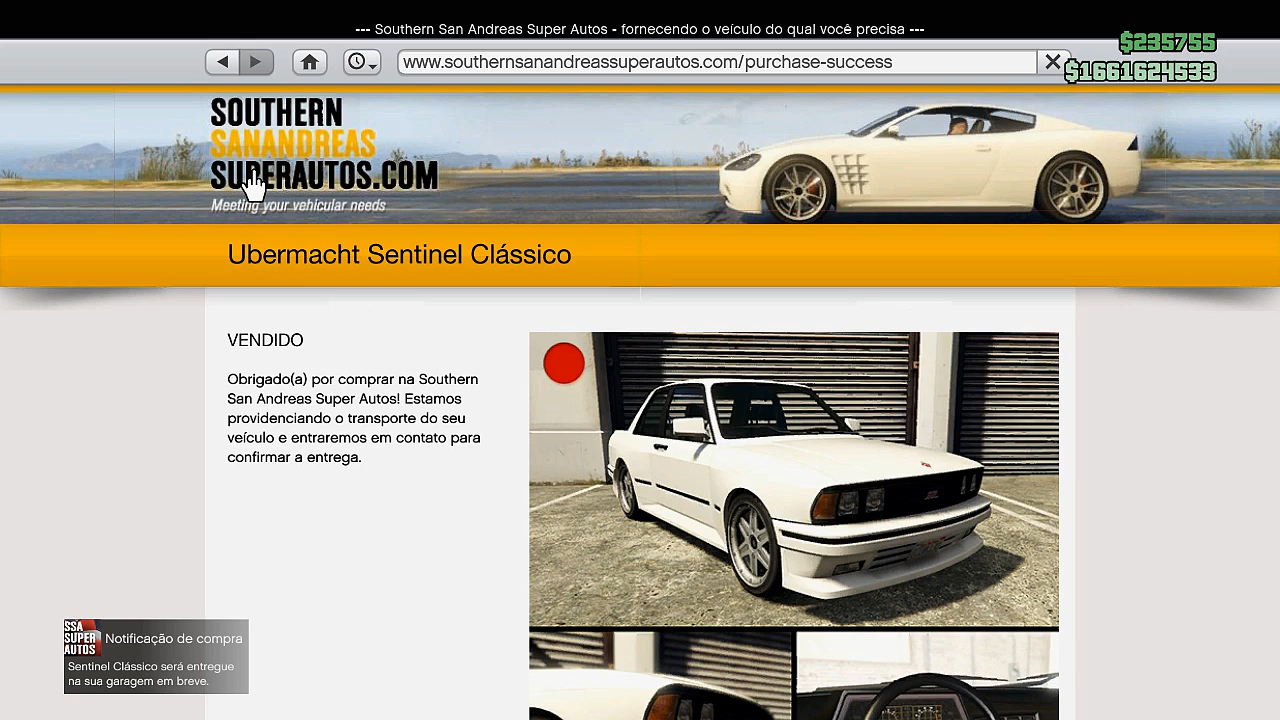 --- Southern San Andreas Super Autos - fornecendo o veículo do qual você precisa ---
$235755
www.southernsanandreassuperautos.com/purchase-success
$1661624533
SOUTHERN
SANANDREAS
SUPERAUTOS.COM
Meeting your vehicular needs
Ubermacht Sentinel Clássico
VENDIDO
Obrigado(a) por comprar na Southern
San Andreas Super Autos! Estamos
providenciando o transporte do seu
veículo e entraremos em contato para
confirmar a entrega.
SSA
SUPER
AUTOS
Notificação de compra
Sentinel Clássico será entregue
na sua garagem em breve.